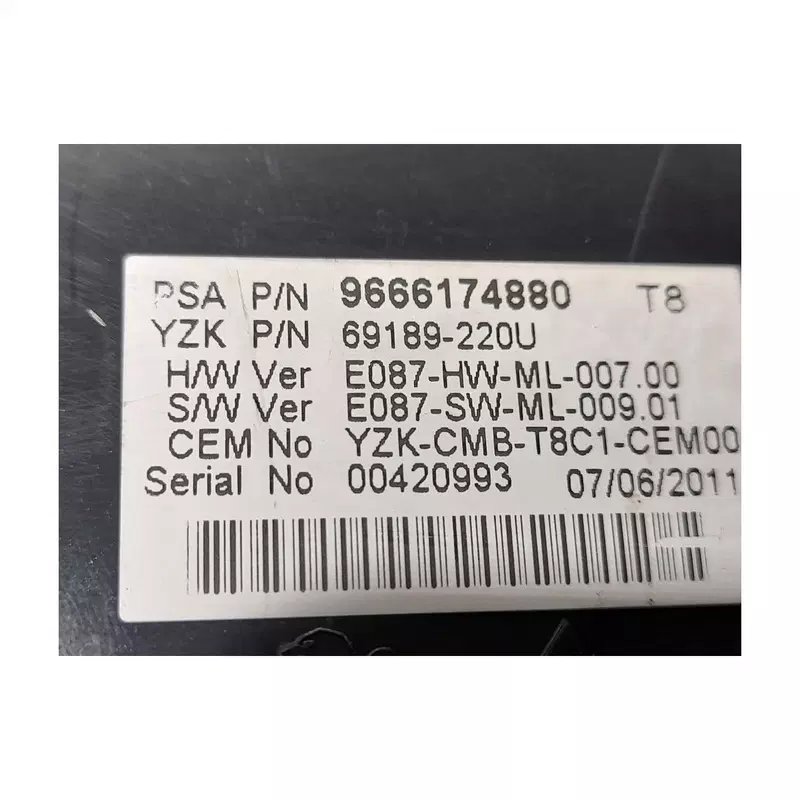 PSA P/N 9666174880 T8
YZK P/N 69189-220U
H/W Ver E087-HW-ML-007.00
S/W Ver E087-SW-ML-009.01
CEM No YZK-CMB-T8C1-CEM00
Serial No 00420993 07/06/2011